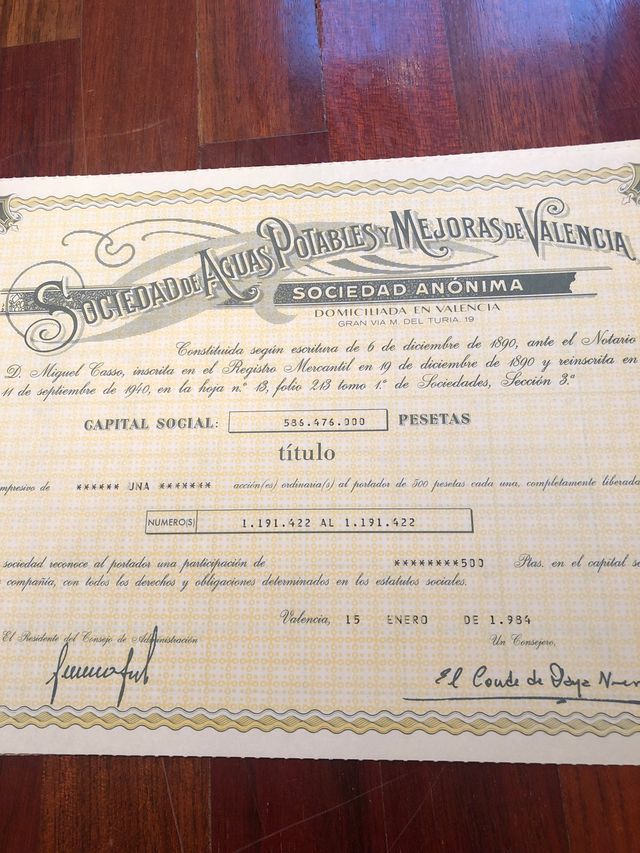 SOCIEDAD DE AGUAS POTABLES Y MEJORAS DE VALENCIA
SOCIEDAD ANÓNIMA
DOMICILIADA EN VALENCIA
GRAN VIA M. DEL TURIA, 19
Constituida según escritura de 6 de diciembre de 1890, ante el Notario
D. Miguel Casso, inscrita en el Registro Mercantil en 19 de diciembre de 1890 y reinscrita en
11 de septiembre de 1940, en la hoja n.º 13, folio 213 tomo 1.º de Sociedades, Sección 3.ª
CAPITAL SOCIAL: 586.476.000 PESETAS
título
mpresivo de ****** UNA ******* acción(es) ordinaria(s) al portador de 500 pesetas cada una, completamente liberada
NUMERO(S) 1.191.422 AL 1.191.422
sociedad reconoce al portador una participación de ********500 Ptas. en el capital so
compañía, con todos los derechos y obligaciones determinados en los estatutos sociales.
Valencia, 15 ENERO DE 1.984
El Presidente del Consejo de Administración Un Consejero,
El Conde de Daya Nuev